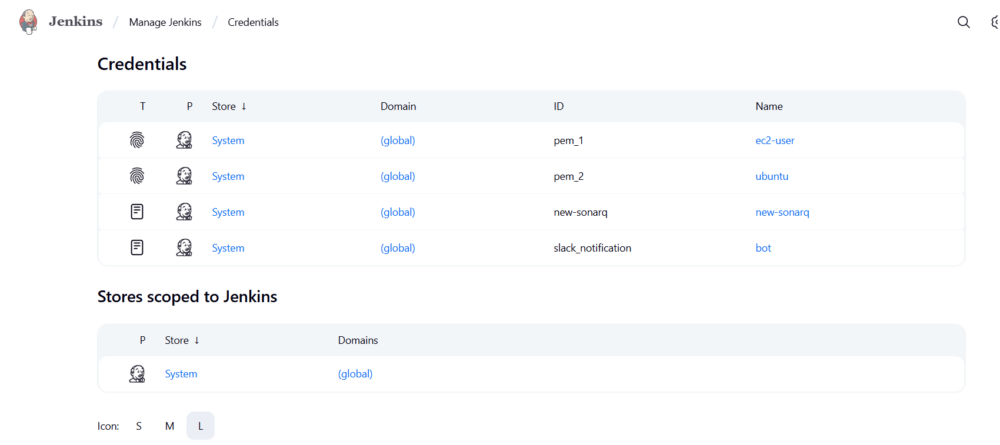 Jenkins / Manage Jenkins / Credentials
Credentials
T P Store ↓ Domain ID Name
System (global) pem_1 ec2-user
System (global) pem_2 ubuntu
System (global) new-sonarq new-sonarq
System (global) slack_notification bot
Stores scoped to Jenkins
P Store ↓ Domains
System (global)
Icon: S M L